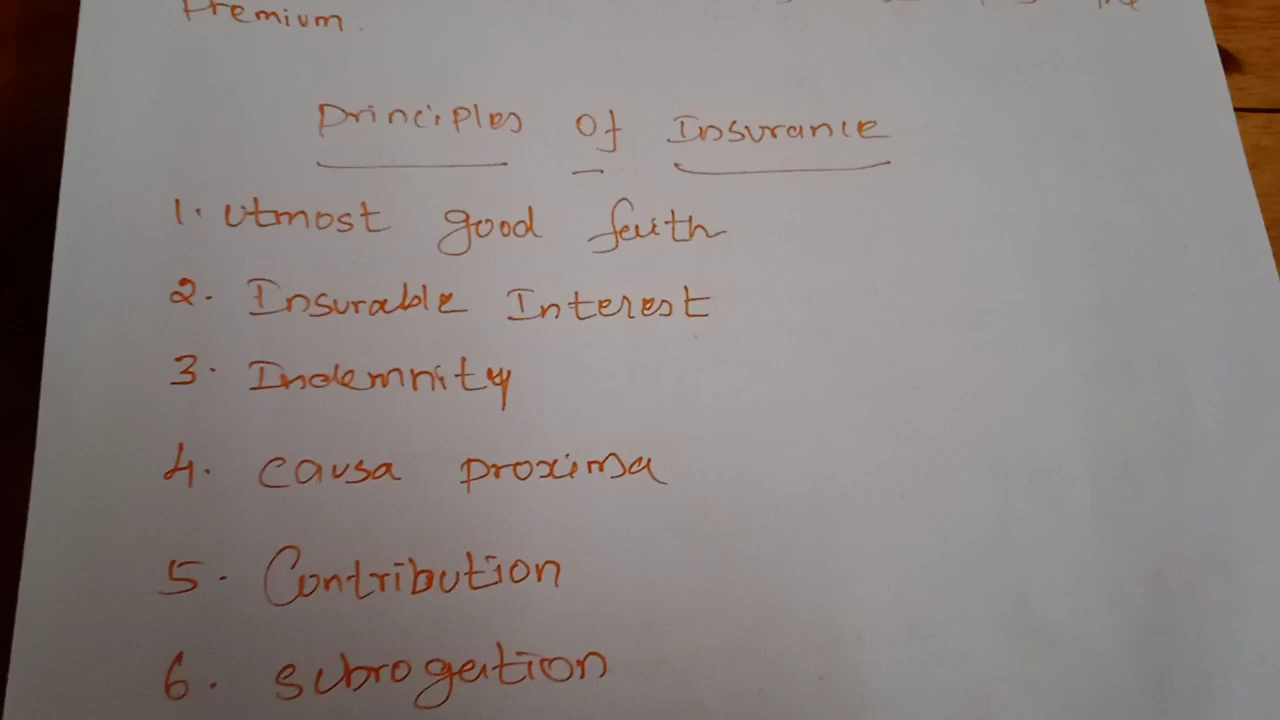 Premium.
Principles of Insurance
1. Utmost good faith
2. Insurable Interest
3. Indemnity
4. causa proxima
5. Contribution
6. subrogation